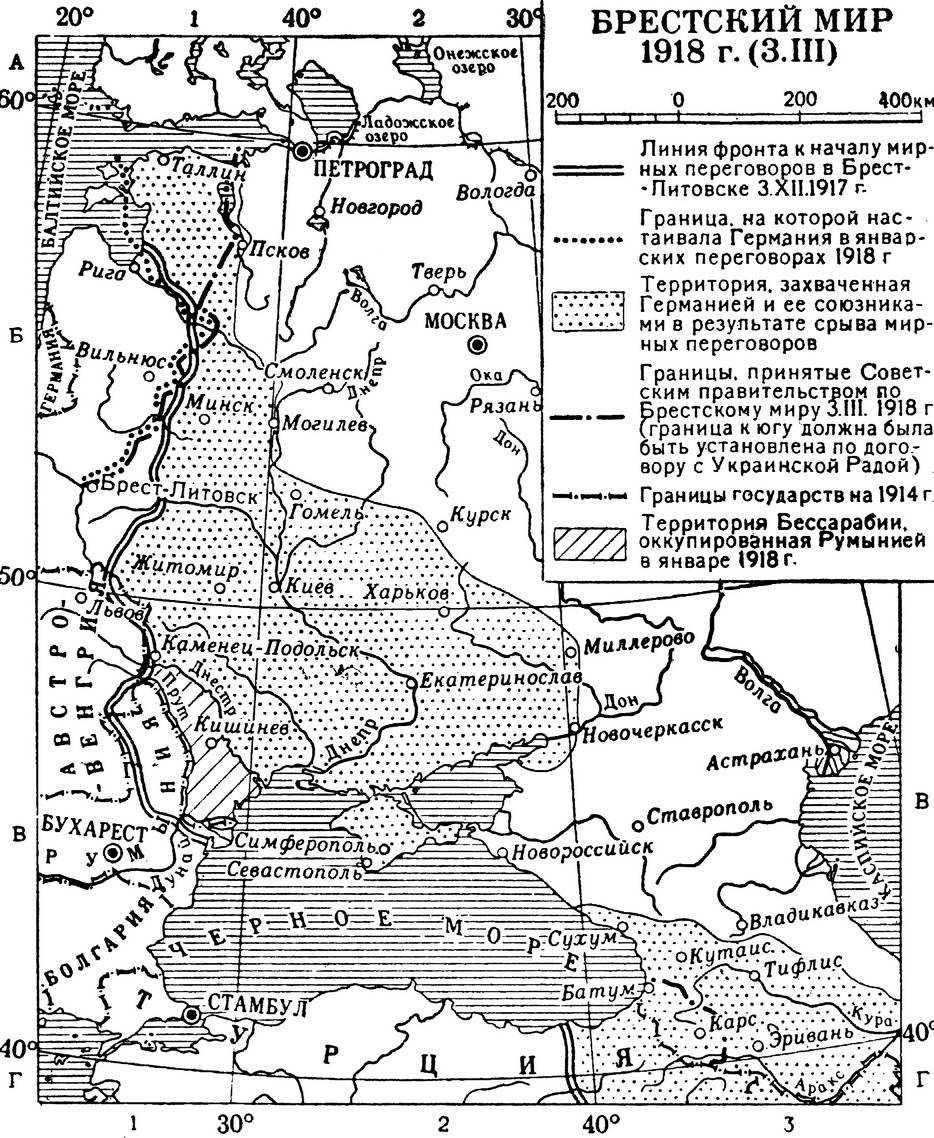 20° 1 40° 2 30°
БРЕСТСКИЙ МИР
1918 г. (3.III)
200 0 200 400км
Линия фронта к началу мир-
ных переговоров в Брест-
-Литовске 3.XII.1917 г.
Граница, на которой нас-
таивала Германия в январ-
ских переговорах 1918 г
Территория, захваченная
Германией и ее союзника-
ми в результате срыва мир-
ных переговоров
Границы, принятые Совет-
ским правительством по
Брестскому миру 3.III. 1918 г
(граница к югу должна была
быть установлена по дого-
вору с Украинской Радой)
Границы государств на 1914 г.
Территория Бессарабии,
оккупированная Румынией
в январе 1918 г.
А
60°
Онежское
озеро
Ладожское
озеро
БАЛТИЙСКОЕ МОРЕ
ПЕТРОГРАД
Таллин
Вологда
Новгород
Псков
Рига
Тверь
Волга
МОСКВА
Б
ГЕРМАНИЯ
Вильнюс
Смоленск
Днепр
Ока
Рязань
Минск
Могилев
Дон
Брест-Литовск
Гомель
Курск
50°
Житомир
Киев
Харьков
Львов
АВСТРО-
-ВЕНГРИЯ
Каменец-Подольск
Миллерово
Днестр
Прут
Екатеринослав
Волга
Дон
Кишинев
Днепр
Новочеркасск
Астрахань
КАСПИЙСКОЕ МОРЕ
В
В
БУХАРЕСТ
РУМЫНИЯ
Дунай
Ставрополь
Симферополь
Севастополь
Новороссийск
Владикавказ
БОЛГАРИЯ
ЧЕРНОЕ МОРЕ
Сухум
Кутаис
Тифлис
Батум
СТАМБУЛ
Карс
Эривань
Кура
ТУРЦИЯ
Аракс
40°
40°
Г
Г
1 30° 2 40° 3